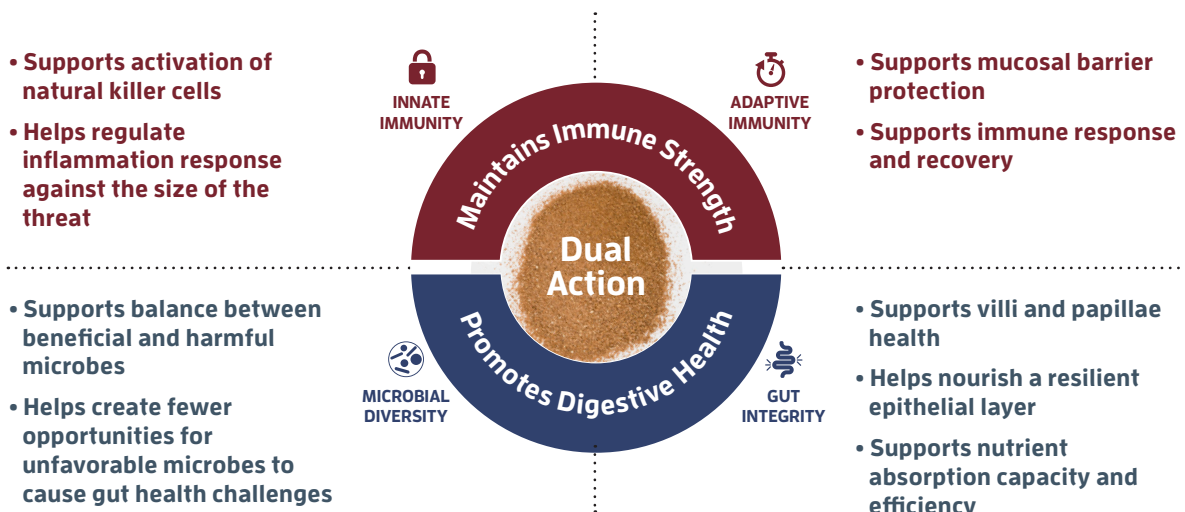 • Supports activation of
natural killer cells
• Helps regulate
inflammation response
against the size of the
threat
INNATE
IMMUNITY
ADAPTIVE
IMMUNITY
• Supports mucosal barrier
protection
• Supports immune response
and recovery
Maintains Immune Strength
Dual
Action
Promotes Digestive Health
• Supports balance between
beneficial and harmful
microbes
• Helps create fewer
opportunities for
unfavorable microbes to
cause gut health challenges
MICROBIAL
DIVERSITY
GUT
INTEGRITY
• Supports villi and papillae
health
• Helps nourish a resilient
epithelial layer
• Supports nutrient
absorption capacity and
efficiency